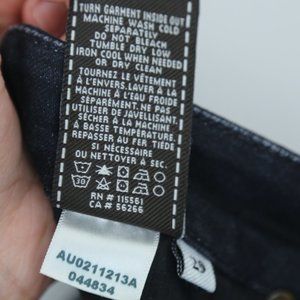 TURN GARMENT INSIDE OUT
MACHINE WASH COLD
SEPARATELY
DO NOT BLEACH
TUMBLE DRY LOW
IRON COOL WHEN NEEDED
OR DRY CLEAN
TOURNEZ LE VÊTEMENT
À L'ENVERS. LAVER À LA
MACHINE À L'EAU FROIDE
SÉPARÉMENT. NE PAS
UTILISER DE JAVELLISANT.
SÉCHER À LA MACHINE
À BASSE TEMPÉRATURE
REPASSER AU FER TIÈDE
SI NÉCESSAIRE
OU NETTOYER À SEC.
30
RN # 115561
CA # 56266
AU0211213A
044834